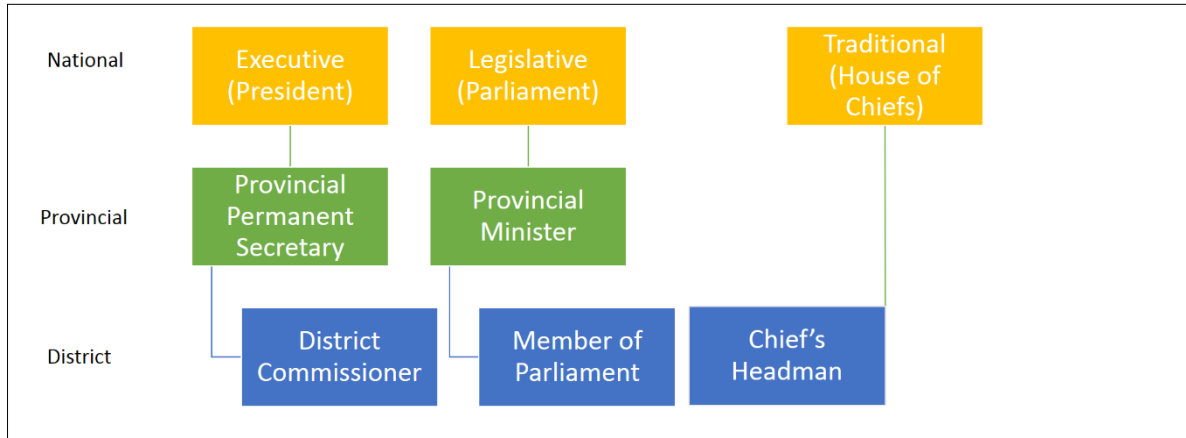 National
Executive
(President)
Legislative
(Parliament)
Traditional
(House of
Chiefs)
Provincial
Provincial
Permanent
Secretary
Provincial
Minister
District
District
Commissioner
Member of
Parliament
Chief’s
Headman